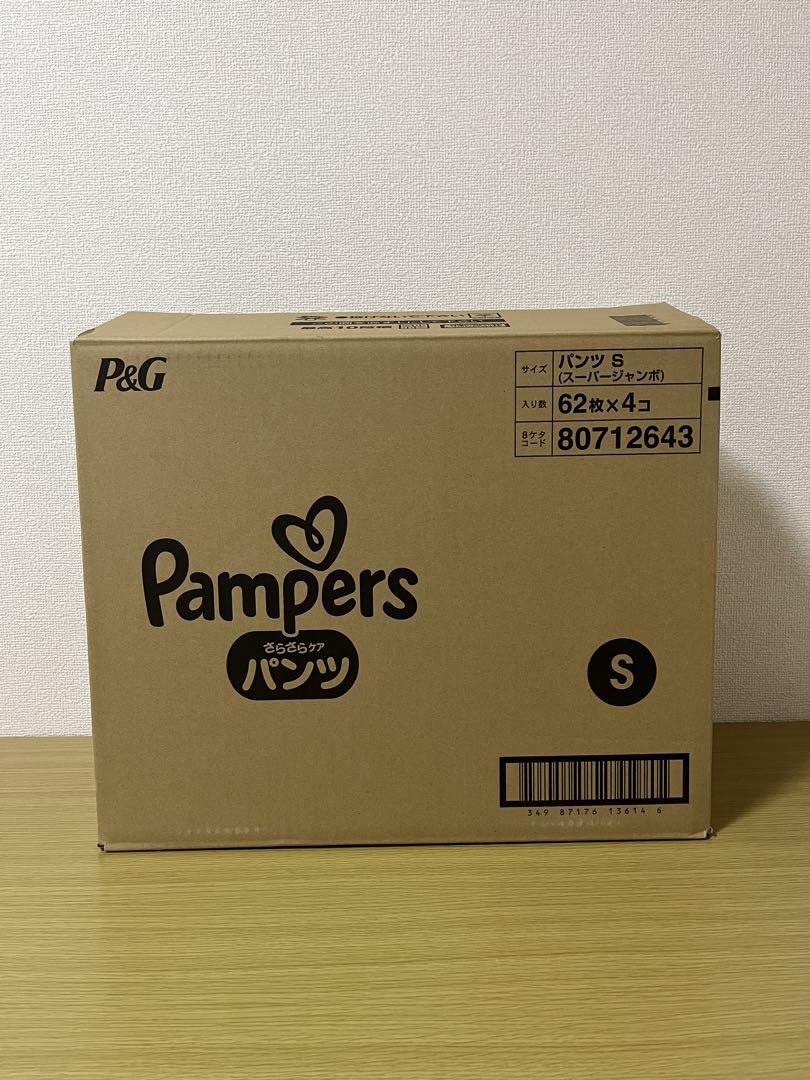 P&G
サイズ パンツ S
(スーパージャンボ)
入り数 62枚×4コ
8ケタ
コード 80712643
Pampers
さらさらケア
パンツ
S
349 87176 13614 6